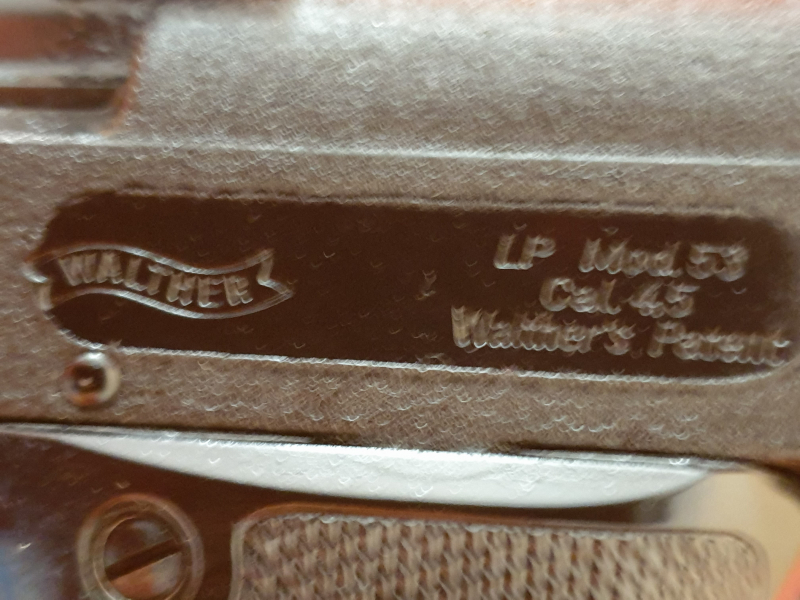 WALTHER
LP Mod.53
Cal. 4,5
Walther's Patent